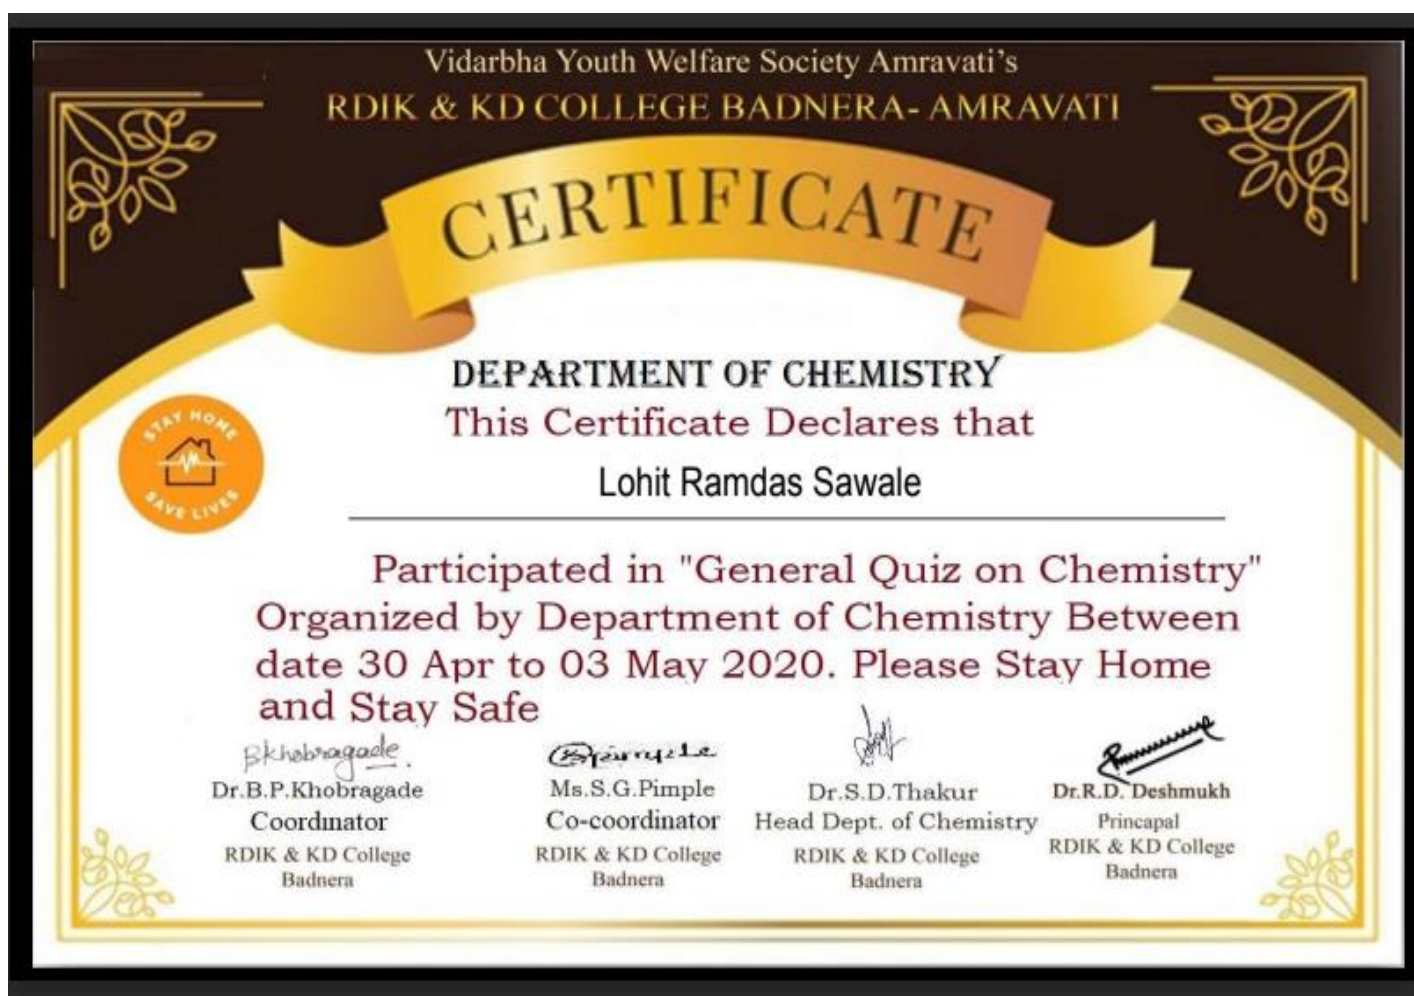 Vidarbha Youth Welfare Society Amravati's
RDIK & KD COLLEGE BADNERA- AMRAVATI
CERTIFICATE
DEPARTMENT OF CHEMISTRY
This Certificate Declares that
STAY HOME
SAVE LIVES
Lohit Ramdas Sawale
Participated in "General Quiz on Chemistry"
Organized by Department of Chemistry Between
date 30 Apr to 03 May 2020. Please Stay Home
and Stay Safe
Bkhobragade
Dr.B.P.Khobragade
Coordinator
RDIK & KD College
Badnera
Ms.S.G.Pimple
Co-coordinator
RDIK & KD College
Badnera
Dr.S.D.Thakur
Head Dept. of Chemistry
RDIK & KD College
Badnera
Dr.R.D. Deshmukh
Princapal
RDIK & KD College
Badnera